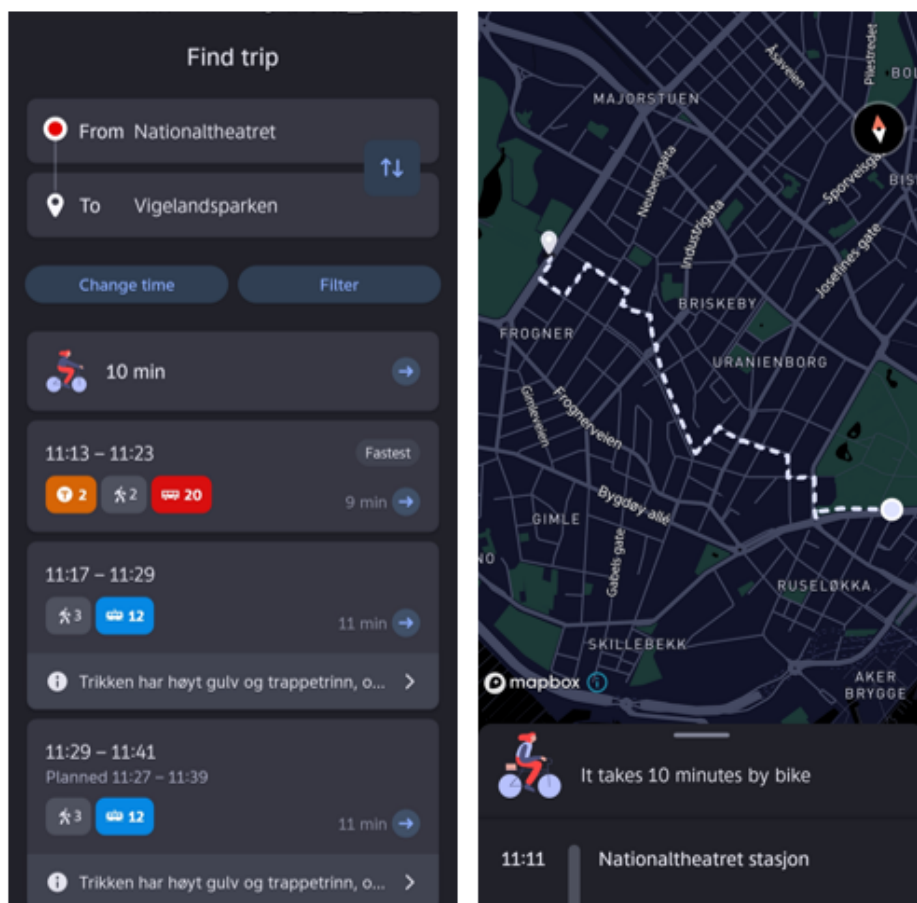 Find trip
From Nationaltheatret
To Vigelandsparken
Change time
Filter
10 min
11:13 – 11:23
Fastest
T 2
2
20
9 min
11:17 – 11:29
3
12
11 min
Trikken har høyt gulv og trappetrinn, o...
11:29 – 11:41
Planned 11:27 – 11:39
3
12
11 min
Trikken har høyt gulv og trappetrinn, o...
Åsaveien
Pilestredet
BOL
MAJORSTUEN
Neuberggata
Industrigata
Sporveisga
BIS
Josefines gate
BRISKEBY
FROGNER
URANIENBORG
Gimleveien
Frognerveien
Bygdøy allé
GIMLE
NO
Gabels gate
RUSELØKKA
SKILLEBEKK
AKER
BRYGGE
mapbox
It takes 10 minutes by bike
11:11
Nationaltheatret stasjon